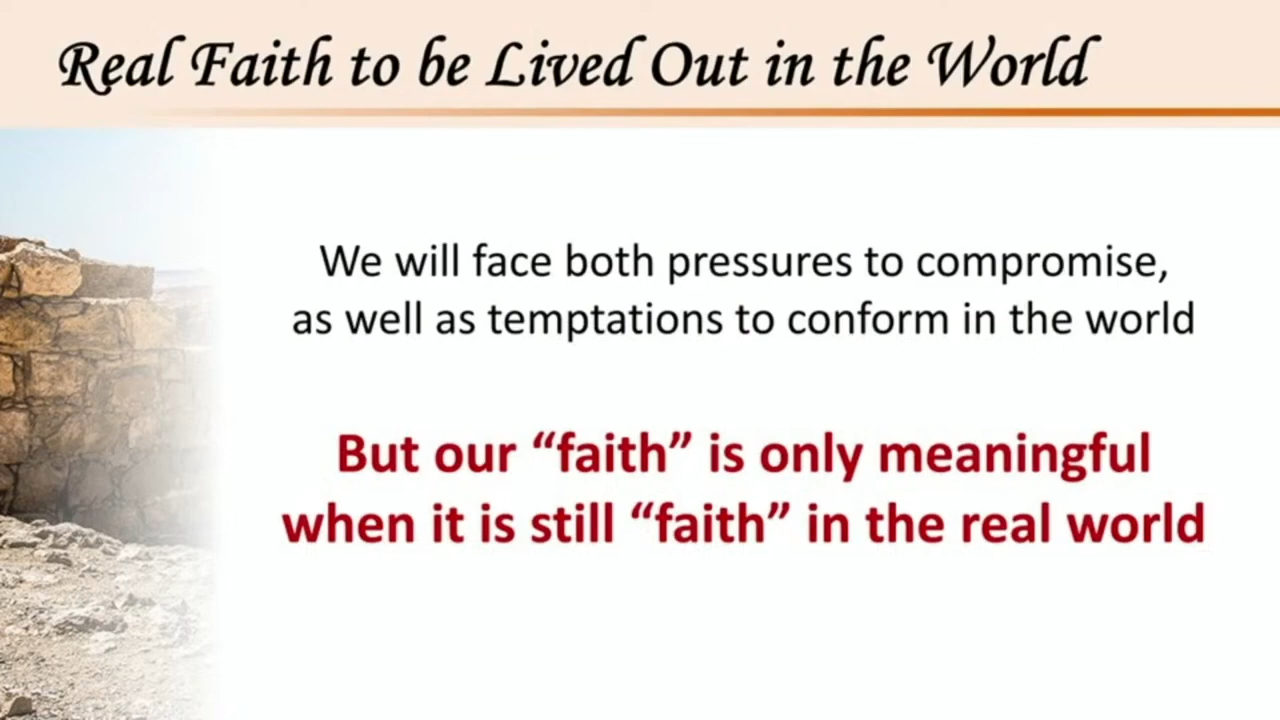 Real Faith to be Lived Out in the World
We will face both pressures to compromise,
as well as temptations to conform in the world
But our “faith” is only meaningful
when it is still “faith” in the real world